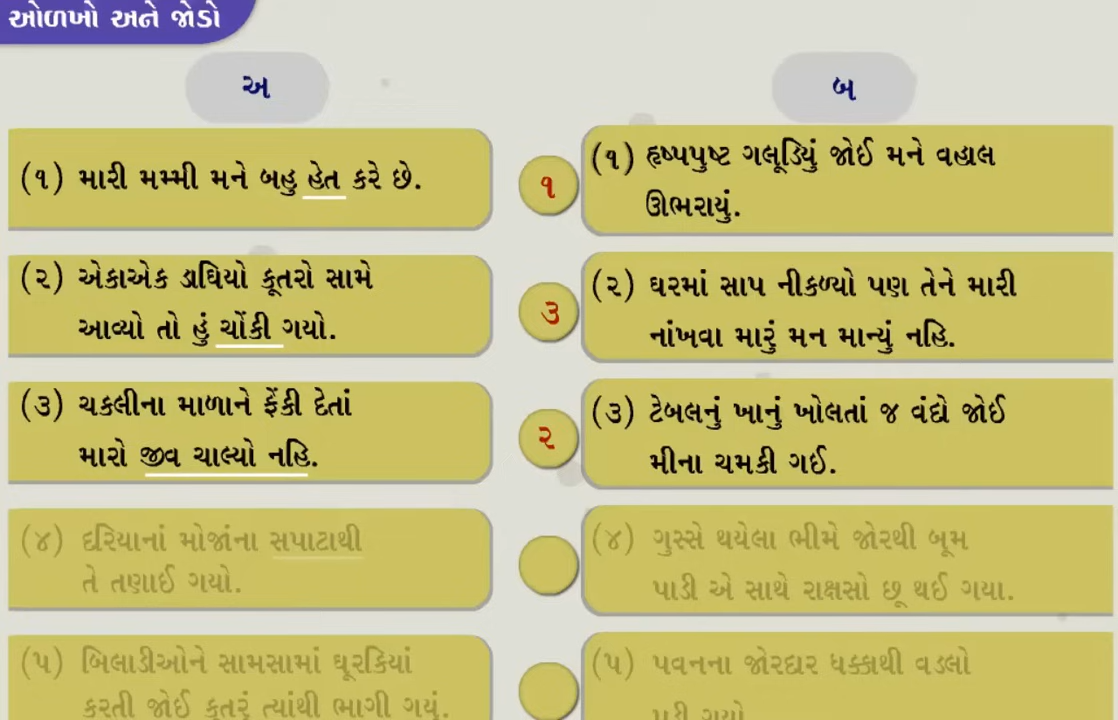 ઓળખો અને જોડો
અ
બ
(૧) મારી મમ્મી મને બહુ હેત કરે છે.
૧
(૧) હૃષ્પપુષ્ટ ગલૂડિયું જોઈ મને વહાલ
ઊભરાયું.
(૨) એકાએક ડાઘિયો કૂતરો સામે
આવ્યો તો હું ચોંકી ગયો.
૩
(૨) ઘરમાં સાપ નીકળ્યો પણ તેને મારી
નાંખવા મારું મન માન્યું નહિ.
(૩) ચકલીના માળાને ફેંકી દેતાં
મારો જીવ ચાલ્યો નહિ.
૨
(૩) ટેબલનું ખાનું ખોલતાં જ વંદો જોઈ
મીના ચમકી ગઈ.
(૪) દરિયાનાં મોજાંના સપાટાથી
તે તણાઈ ગયો.
(૪) ગુસ્સે થયેલા ભીમે જોરથી બૂમ
પાડી એ સાથે રાક્ષસો છૂ થઈ ગયા.
(૫) બિલાડીઓને સામસામાં ઘૂરકિયાં
કરતી જોઈ કૂતરું ત્યાંથી ભાગી ગયું.
(૫) પવનના જોરદાર ધક્કાથી વડલો
પડી ગયો